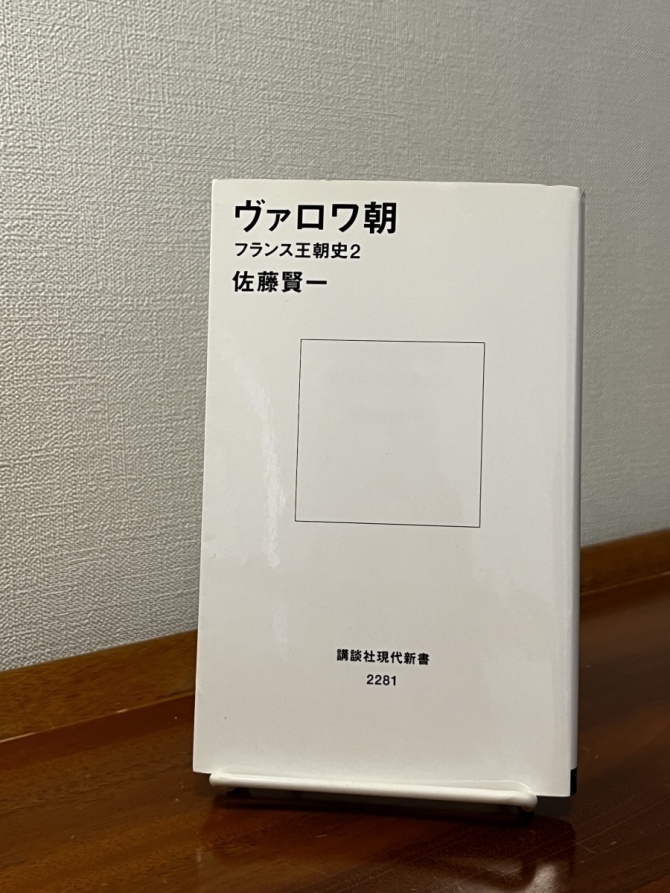 ヴァロワ朝
フランス王朝史2
佐藤賢一
講談社現代新書
2281